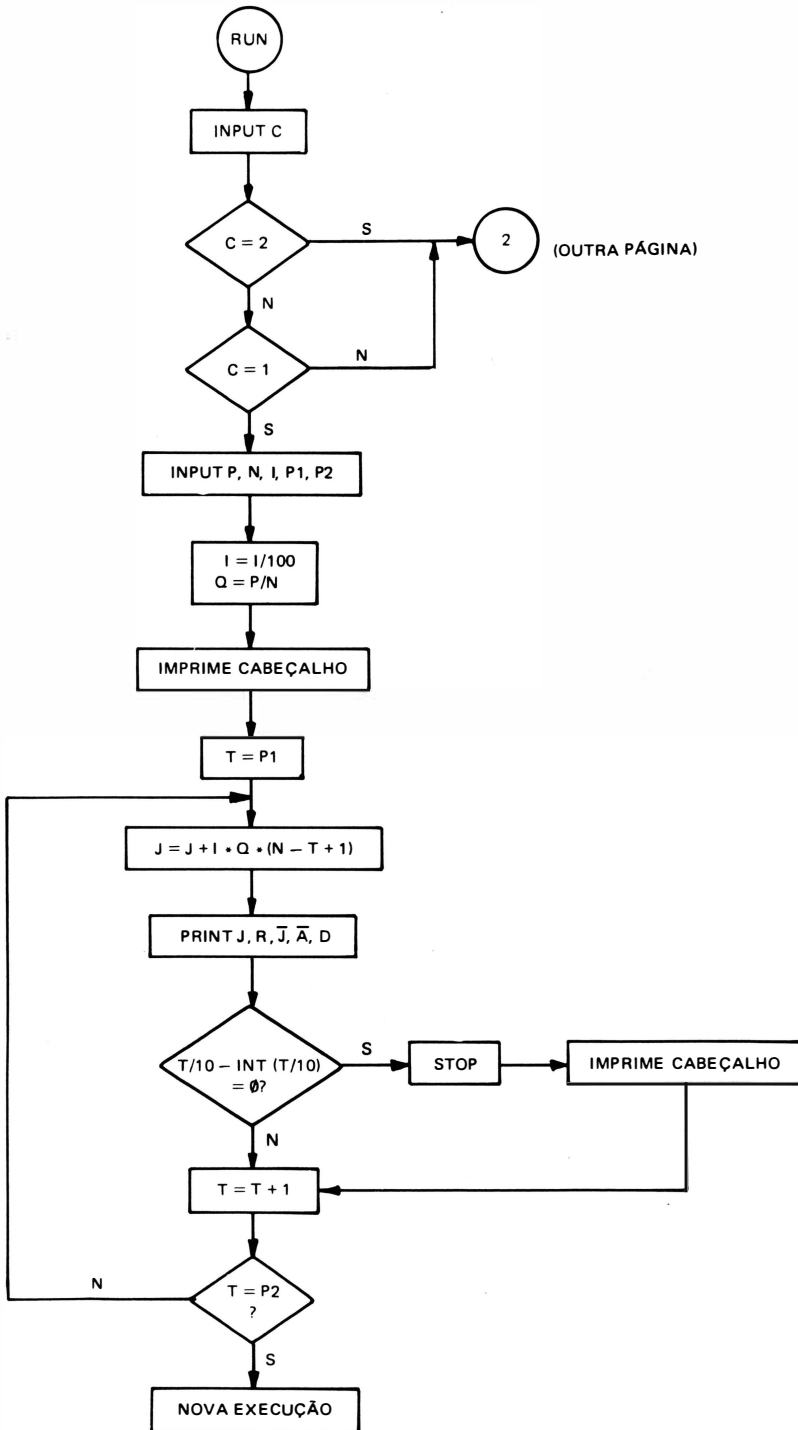 RUN
INPUT C
C = 2
S
2
(OUTRA PÁGINA)
N
C = 1
N
S
INPUT P, N, I, P1, P2
I = I/100
Q = P/N
IMPRIME CABEÇALHO
T = P1
J = J + I * Q * (N – T + 1)
PRINT J, R, J̅, A̅, D
T/10 – INT (T/10)
= Ø?
S
STOP
IMPRIME CABEÇALHO
N
T = T + 1
N
T = P2
?
S
NOVA EXECUÇÃO